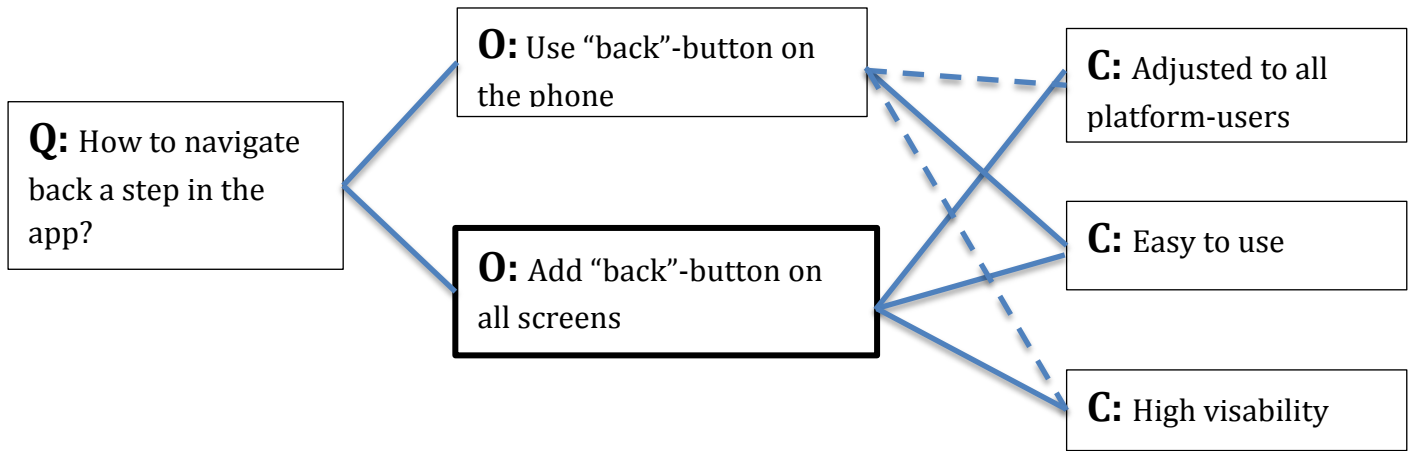 Q: How to navigate
back a step in the
app?
O: Use “back”-button on
the phone
O: Add “back”-button on
all screens
C: Adjusted to all
platform-users
C: Easy to use
C: High visability